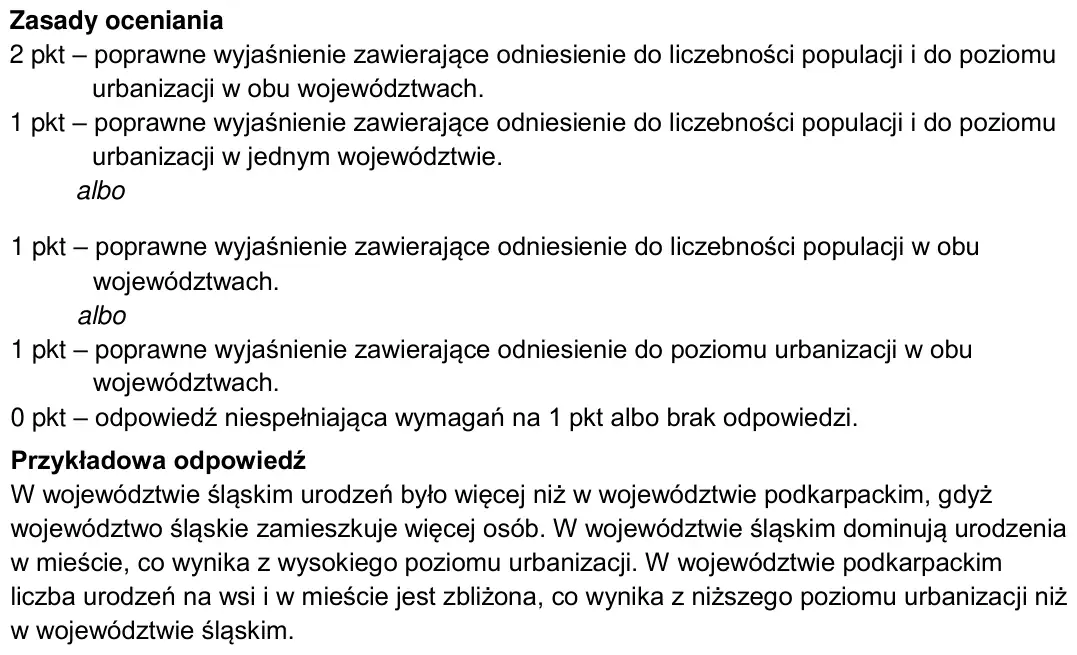 Zasady oceniania
2 pkt – poprawne wyjaśnienie zawierające odniesienie do liczebności populacji i do poziomu
urbanizacji w obu województwach.
1 pkt – poprawne wyjaśnienie zawierające odniesienie do liczebności populacji i do poziomu
urbanizacji w jednym województwie.
albo
1 pkt – poprawne wyjaśnienie zawierające odniesienie do liczebności populacji w obu
województwach.
albo
1 pkt – poprawne wyjaśnienie zawierające odniesienie do poziomu urbanizacji w obu
województwach.
0 pkt – odpowiedź niespełniająca wymagań na 1 pkt albo brak odpowiedzi.
Przykładowa odpowiedź
W województwie śląskim urodzeń było więcej niż w województwie podkarpackim, gdyż
województwo śląskie zamieszkuje więcej osób. W województwie śląskim dominują urodzenia
w mieście, co wynika z wysokiego poziomu urbanizacji. W województwie podkarpackim
liczba urodzeń na wsi i w mieście jest zbliżona, co wynika z niższego poziomu urbanizacji niż
w województwie śląskim.